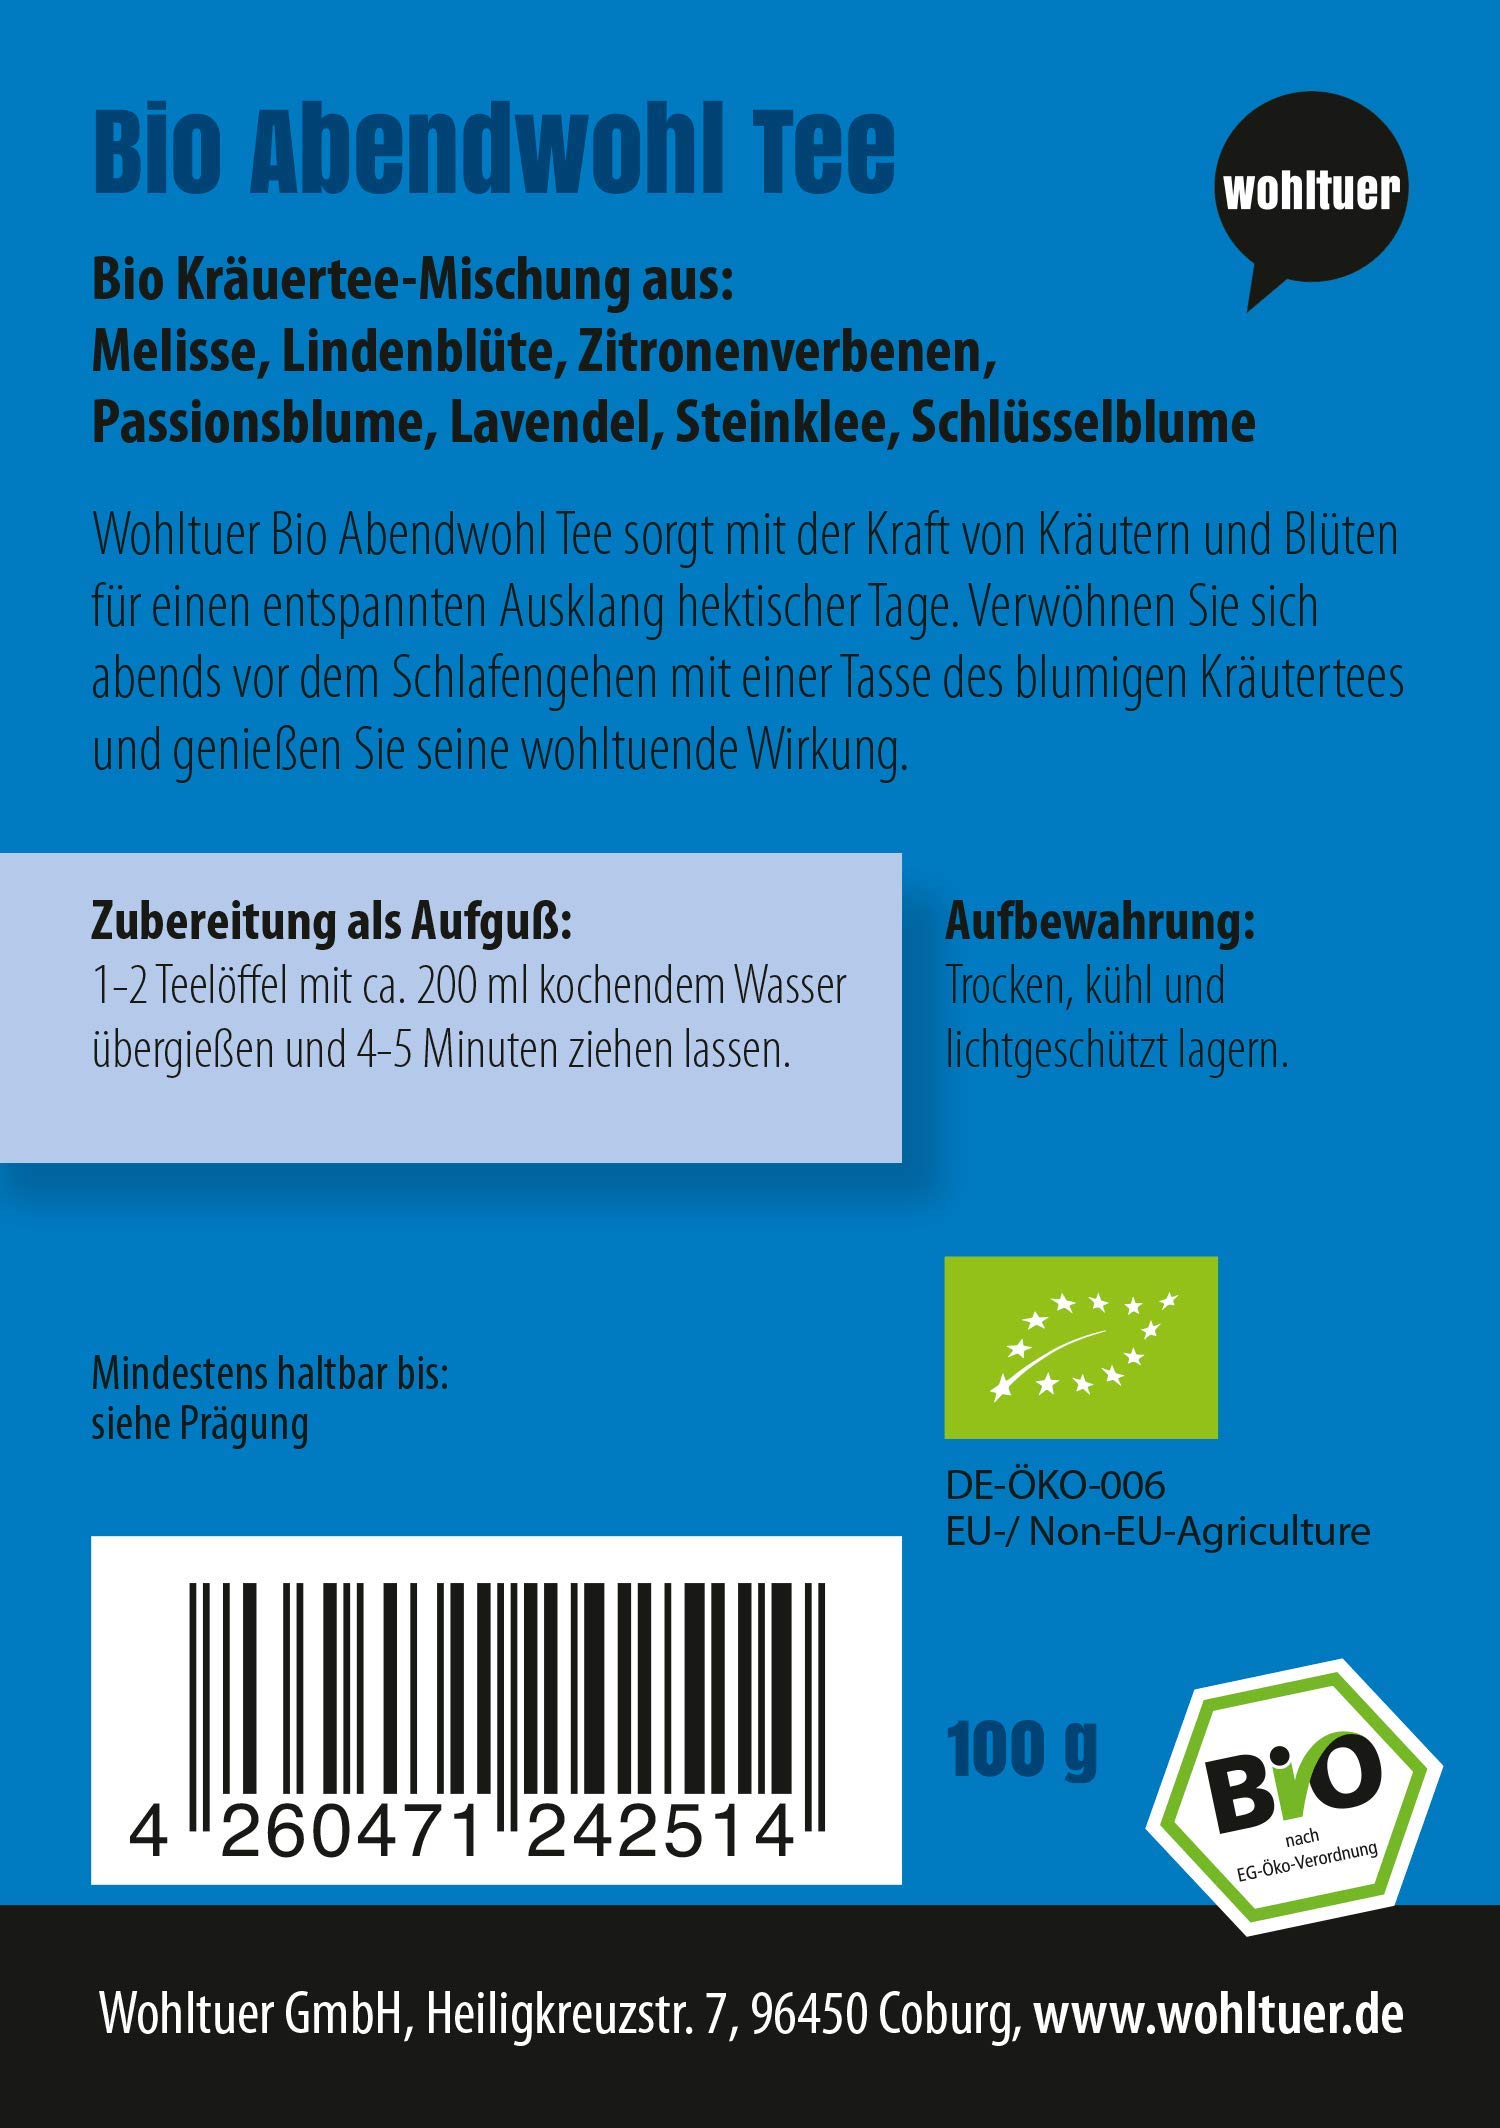 Bio Abendwohl Tee
wohltuer
Bio Kräuertee-Mischung aus:
Melisse, Lindenblüte, Zitronenverbenen,
Passionsblume, Lavendel, Steinklee, Schlüsselblume
Wohltuer Bio Abendwohl Tee sorgt mit der Kraft von Kräutern und Blüten
für einen entspannten Ausklang hektischer Tage. Verwöhnen Sie sich
abends vor dem Schlafengehen mit einer Tasse des blumigen Kräutertees
und genießen Sie seine wohltuende Wirkung.
Zubereitung als Aufguß:
1–2 Teelöffel mit ca. 200 ml kochendem Wasser
übergießen und 4–5 Minuten ziehen lassen.
Aufbewahrung:
Trocken, kühl und
lichtgeschützt lagern.
Mindestens haltbar bis:
siehe Prägung
DE-ÖKO-006
EU-/ Non-EU-Agriculture
4 260471 242514
100 g
Bio
nach
EG-Öko-Verordnung
Wohltuer GmbH, Heiligkreuzstr. 7, 96450 Coburg, www.wohltuer.de